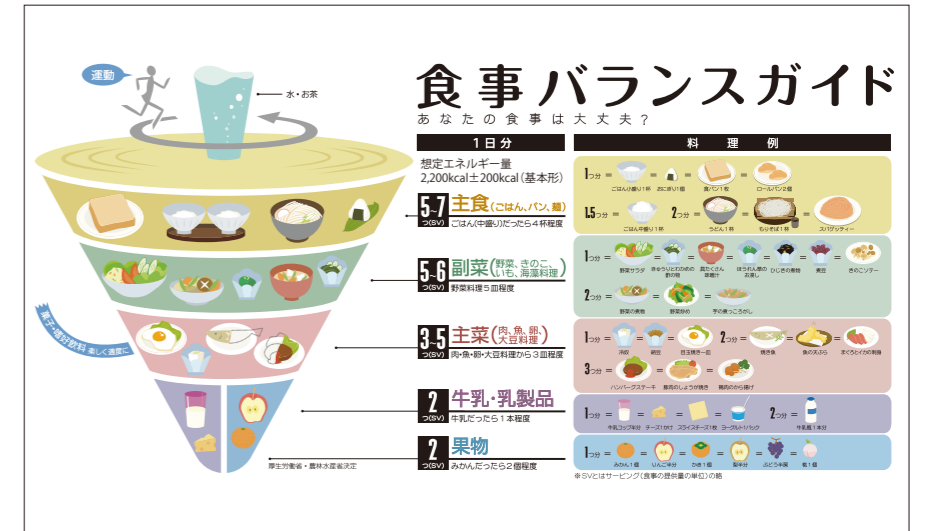 運動
水・お茶
食事バランスガイド
あなたの食事は大丈夫?
1日分
料理例
想定エネルギー量
2,200kcal±200kcal(基本形)
5-7
つ(SV)
主食(ごはん、パン、麺)
ごはん(中盛り)だったら4杯程度
5-6
つ(SV)
副菜(野菜、きのこ、
いも、海藻料理)
野菜料理5皿程度
3-5
つ(SV)
主菜(肉、魚、卵、
大豆料理)
肉・魚・卵・大豆料理から3皿程度
2
つ(SV)
牛乳・乳製品
牛乳だったら1本程度
2
つ(SV)
果物
みかんだったら2個程度
菓子・嗜好飲料 楽しく適度に
厚生労働省・農林水産省決定
1つ分 = = = =
ごはん小盛り1杯 おにぎり1個 食パン1枚 ロールパン2個
1.5つ分 = 2つ分 = = =
ごはん中盛り1杯 うどん1杯 もりそば1杯 スパゲッティー
1つ分 = = = = = = =
野菜サラダ きゅうりとわかめの酢の物 具たくさん味噌汁 ほうれん草のお浸し ひじきの煮物 煮豆 きのこソテー
2つ分 = = =
野菜の煮物 野菜炒め 芋の煮っころがし
1つ分 = = = 2つ分 = = =
冷奴 納豆 目玉焼き一皿 焼き魚 魚の天ぷら まぐろとイカの刺身
3つ分 = = =
ハンバーグステーキ 豚肉のしょうが焼き 鶏肉のから揚げ
1つ分 = = = = 2つ分 =
牛乳コップ半分 チーズ1かけ スライスチーズ1枚 ヨーグルト1パック 牛乳瓶1本分
1つ分 = = = = = =
みかん1個 りんご半分 かき1個 梨半分 ぶどう半房 桃1個
※SVとはサービング(食事の提供量の単位)の略